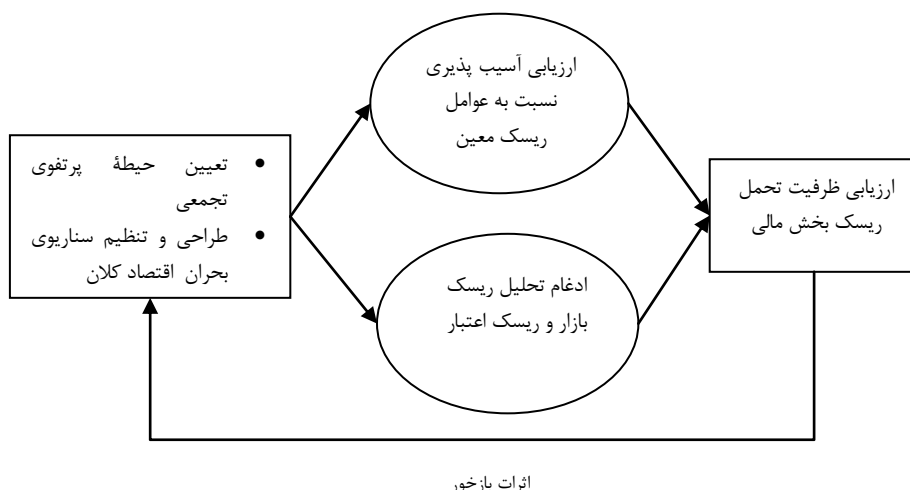 ارزیابی آسیب پذیری
نسبت به عوامل
ریسک معین
• تعیین حیطۀ پرتفوی
تجمعی
• طراحی و تنظیم سناریوی
بحران اقتصاد کلان
ارزیابی ظرفیت تحمل
ریسک بخش مالی
ادغام تحلیل ریسک
بازار و ریسک اعتبار
اثرات بازخور